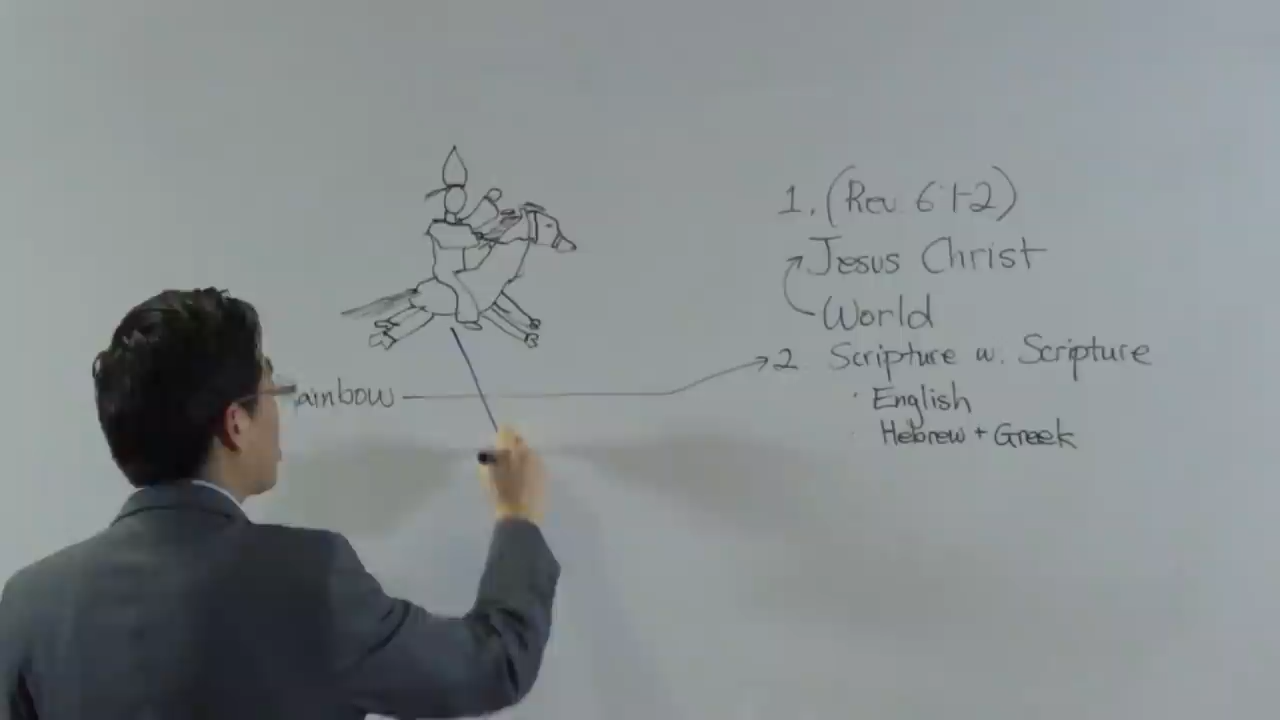 1. (Rev. 6:1-2)
Jesus Christ
World
ainbow
2 Scripture w. Scripture
· English
· Hebrew + Greek